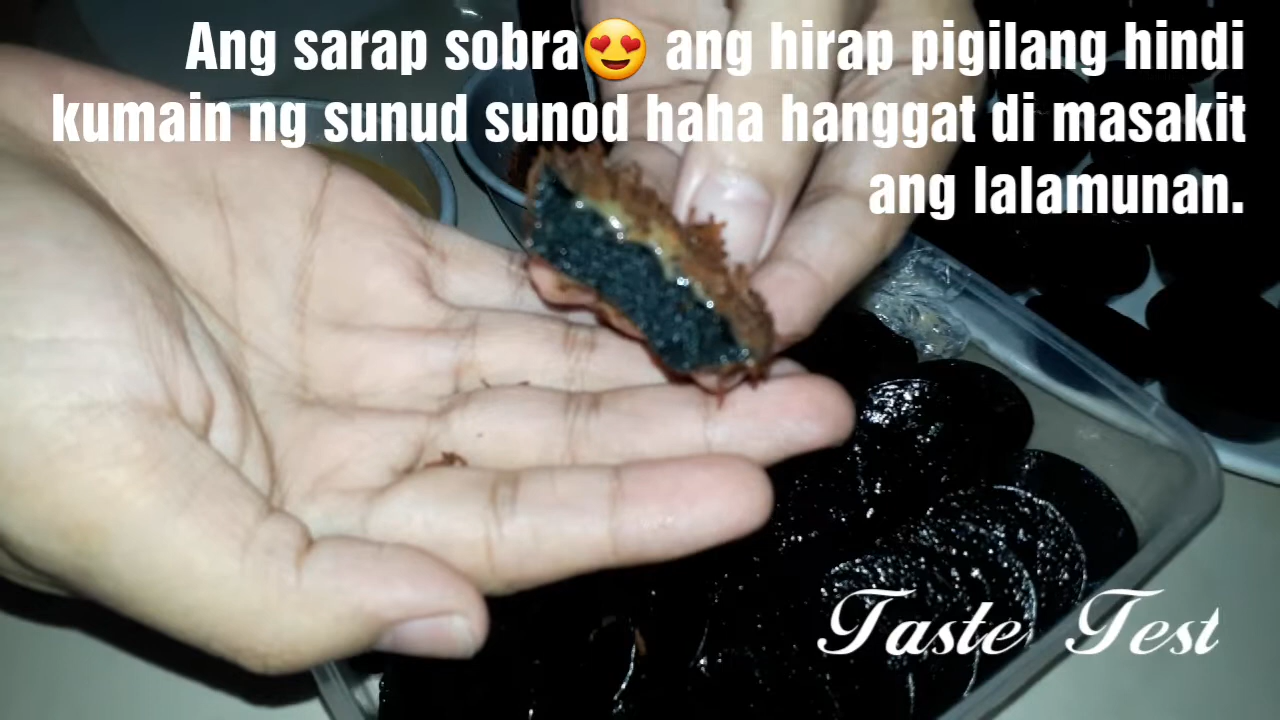 Ang sarap sobra😍 ang hirap pigilang hindi
kumain ng sunud sunod haha hanggat di masakit
ang lalamunan.
Taste Test